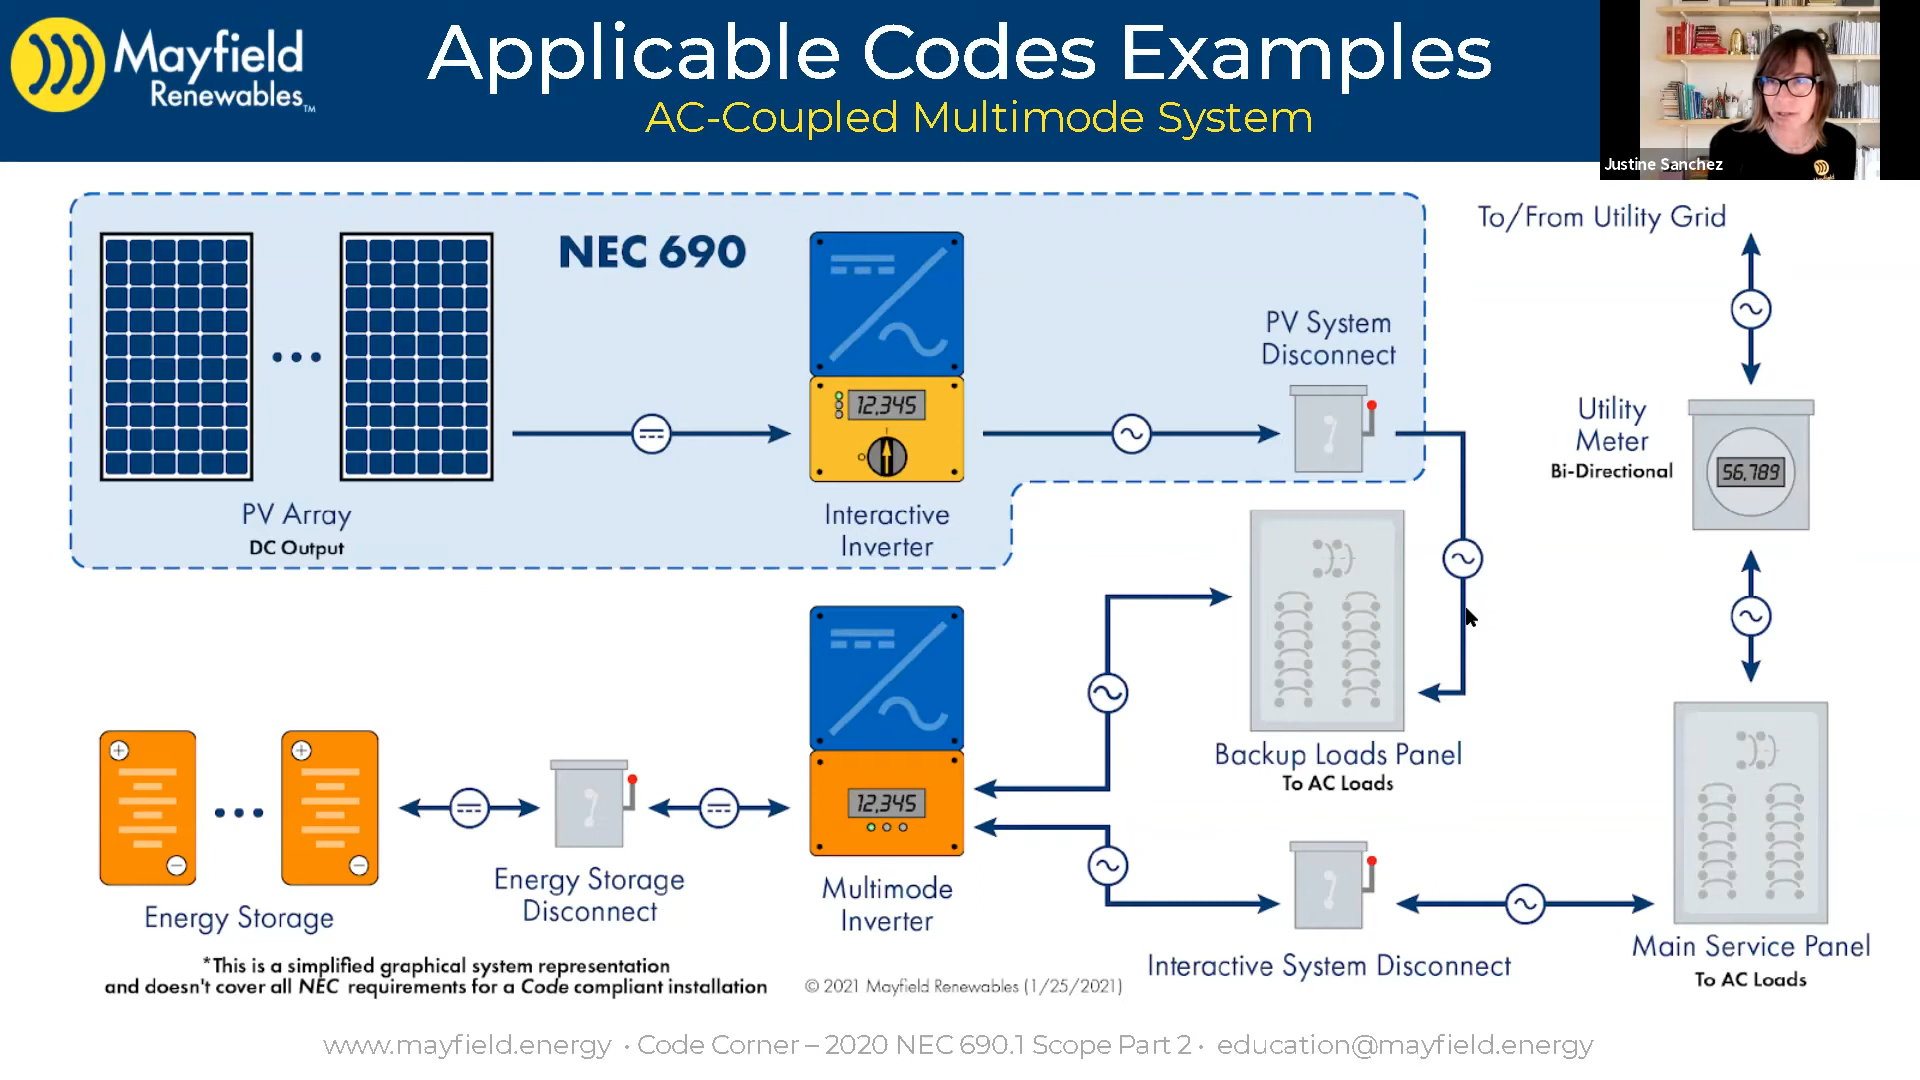 Mayfield
Renewables™
Applicable Codes Examples
AC-Coupled Multimode System
Justine Sanchez
NEC 690
To/From Utility Grid
PV System
Disconnect
12,345
Utility
Meter
Bi-Directional
56,789
PV Array
DC Output
Interactive
Inverter
Backup Loads Panel
To AC Loads
12,345
Energy Storage
Energy Storage
Disconnect
Multimode
Inverter
Interactive System Disconnect
Main Service Panel
To AC Loads
*This is a simplified graphical system representation
and doesn't cover all NEC requirements for a Code compliant installation
© 2021 Mayfield Renewables (1/25/2021)
www.mayfield.energy · Code Corner – 2020 NEC 690.1 Scope Part 2 · education@mayfield.energy